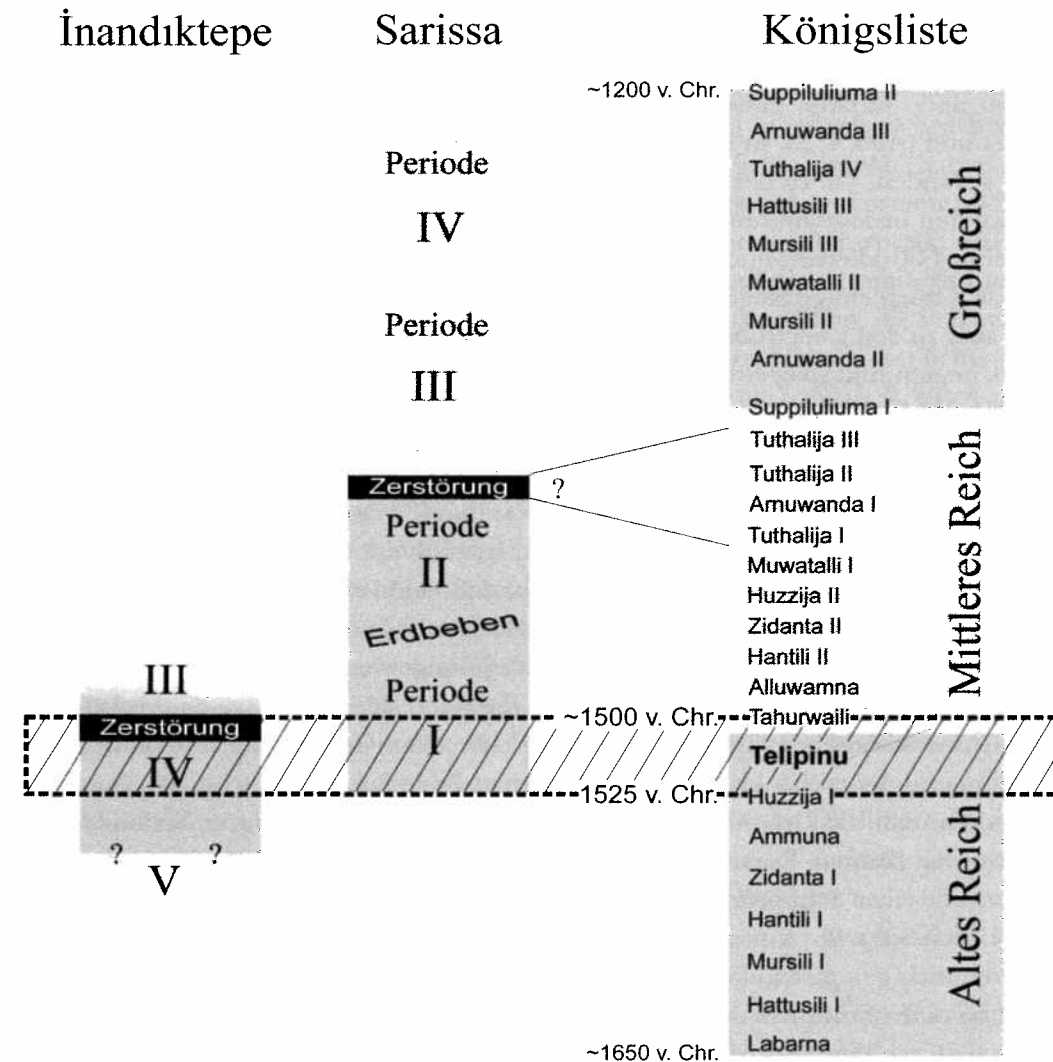 İnandıktepe
Sarissa
Königsliste
~1200 v. Chr.
Suppiluliuma II
Arnuwanda III
Tuthalija IV
Hattusili III
Mursili III
Muwatalli II
Mursili II
Arnuwanda II
Suppiluliuma I
Großreich
Tuthalija III
Tuthalija II
Arnuwanda I
Tuthalija I
Muwatalli I
Huzzija II
Zidanta II
Hantili II
Alluwamna
Tahurwaili
Mittleres Reich
Telipinu
Huzzija I
Ammuna
Zidanta I
Hantili I
Mursili I
Hattusili I
Labarna
Altes Reich
~1500 v. Chr.
1525 v. Chr.
~1650 v. Chr.
Periode
IV
Periode
III
Zerstörung
?
Periode
II
Erdbeben
Periode
I
III
Zerstörung
IV
? ?
V